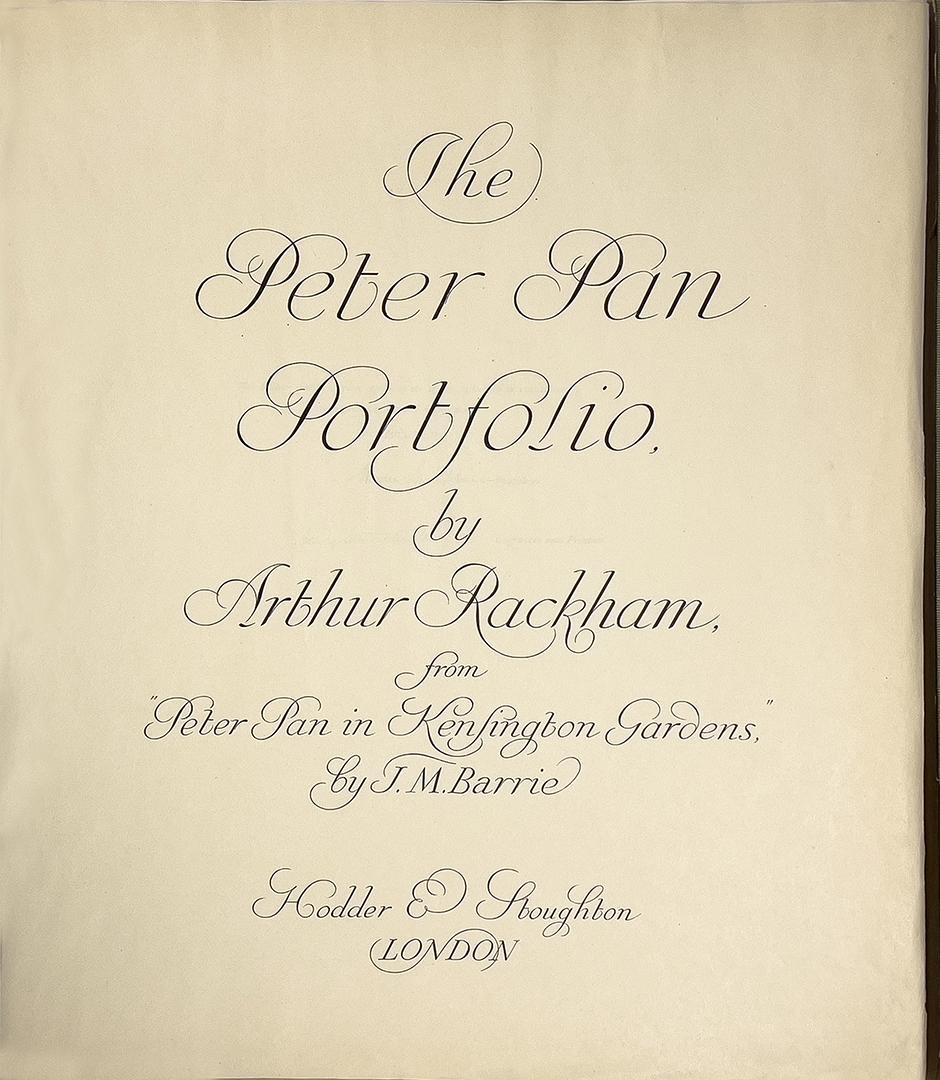 The
Peter Pan
Portfolio,
by
Arthur Rackham,
from
"Peter Pan in Kensington Gardens,"
by J. M. Barrie
Hodder & Stoughton
LONDON